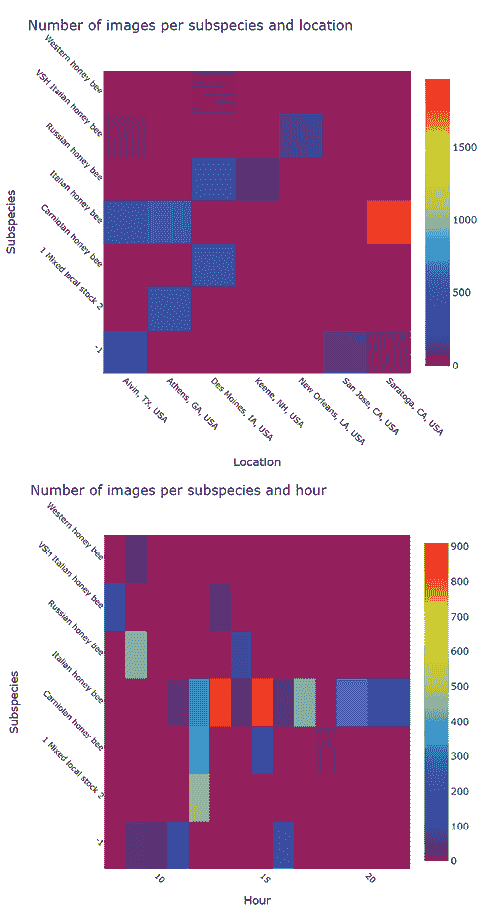 Number of images per subspecies and location
Western honey bee
VSH Italian honey bee
Russian honey bee
Italian honey bee
Carniolan honey bee
1 Mixed local stock 2
-1
Subspecies
1500
1000
500
0
Alvin, TX, USA
Athens, GA, USA
Des Moines, IA, USA
Keene, NH, USA
New Orleans, LA, USA
San Jose, CA, USA
Saratoga, CA, USA
Location
Number of images per subspecies and hour
Western honey bee
VSH Italian honey bee
Russian honey bee
Italian honey bee
Carniolan honey bee
1 Mixed local stock 2
-1
Subspecies
900
800
700
600
500
400
300
200
100
0
10
15
20
Hour